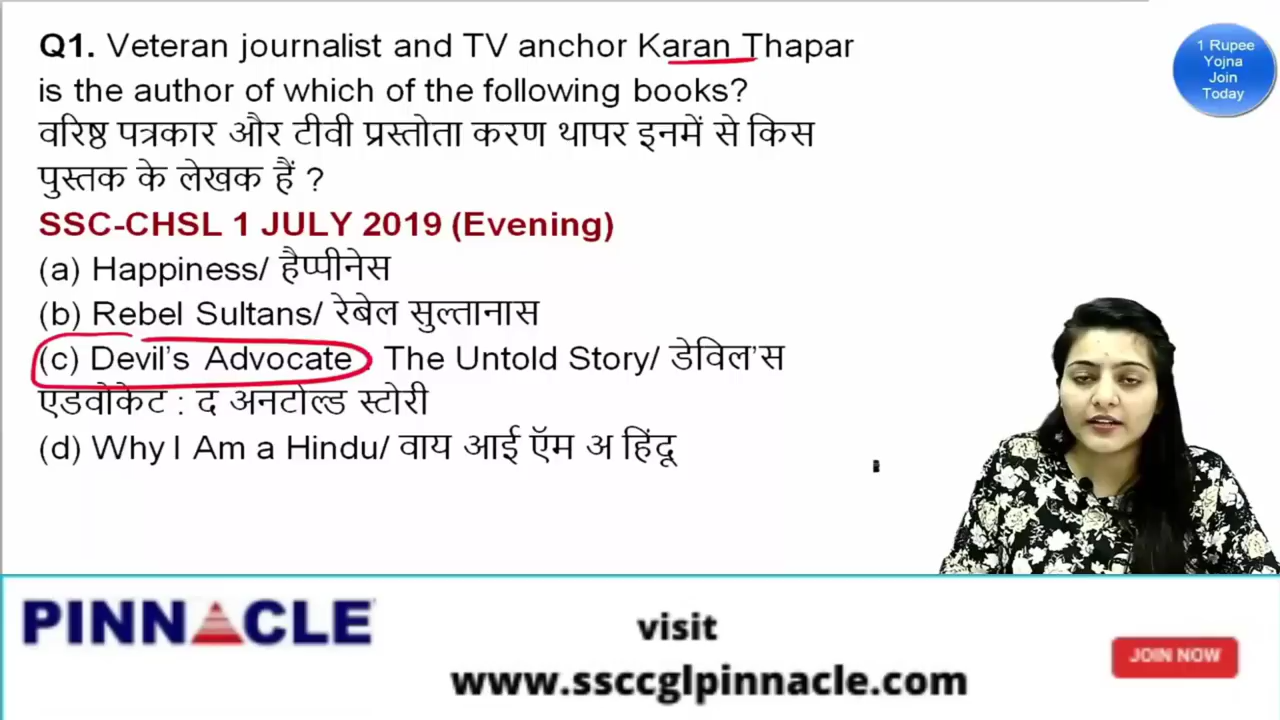 Q1. Veteran journalist and TV anchor Karan Thapar
is the author of which of the following books?
वरिष्ठ पत्रकार और टीवी प्रस्तोता करण थापर इनमें से किस
पुस्तक के लेखक हैं ?
SSC-CHSL 1 JULY 2019 (Evening)
(a) Happiness/ हैप्पीनेस
(b) Rebel Sultans/ रेबेल सुल्तानास
(c) Devil's Advocate : The Untold Story/ डेविल'स
एडवोकेट : द अनटोल्ड स्टोरी
(d) Why I Am a Hindu/ वाय आई ऍम अ हिंदू
1 Rupee
Yojna
Join
Today
PINNACLE
visit
www.ssccglpinnacle.com
JOIN NOW